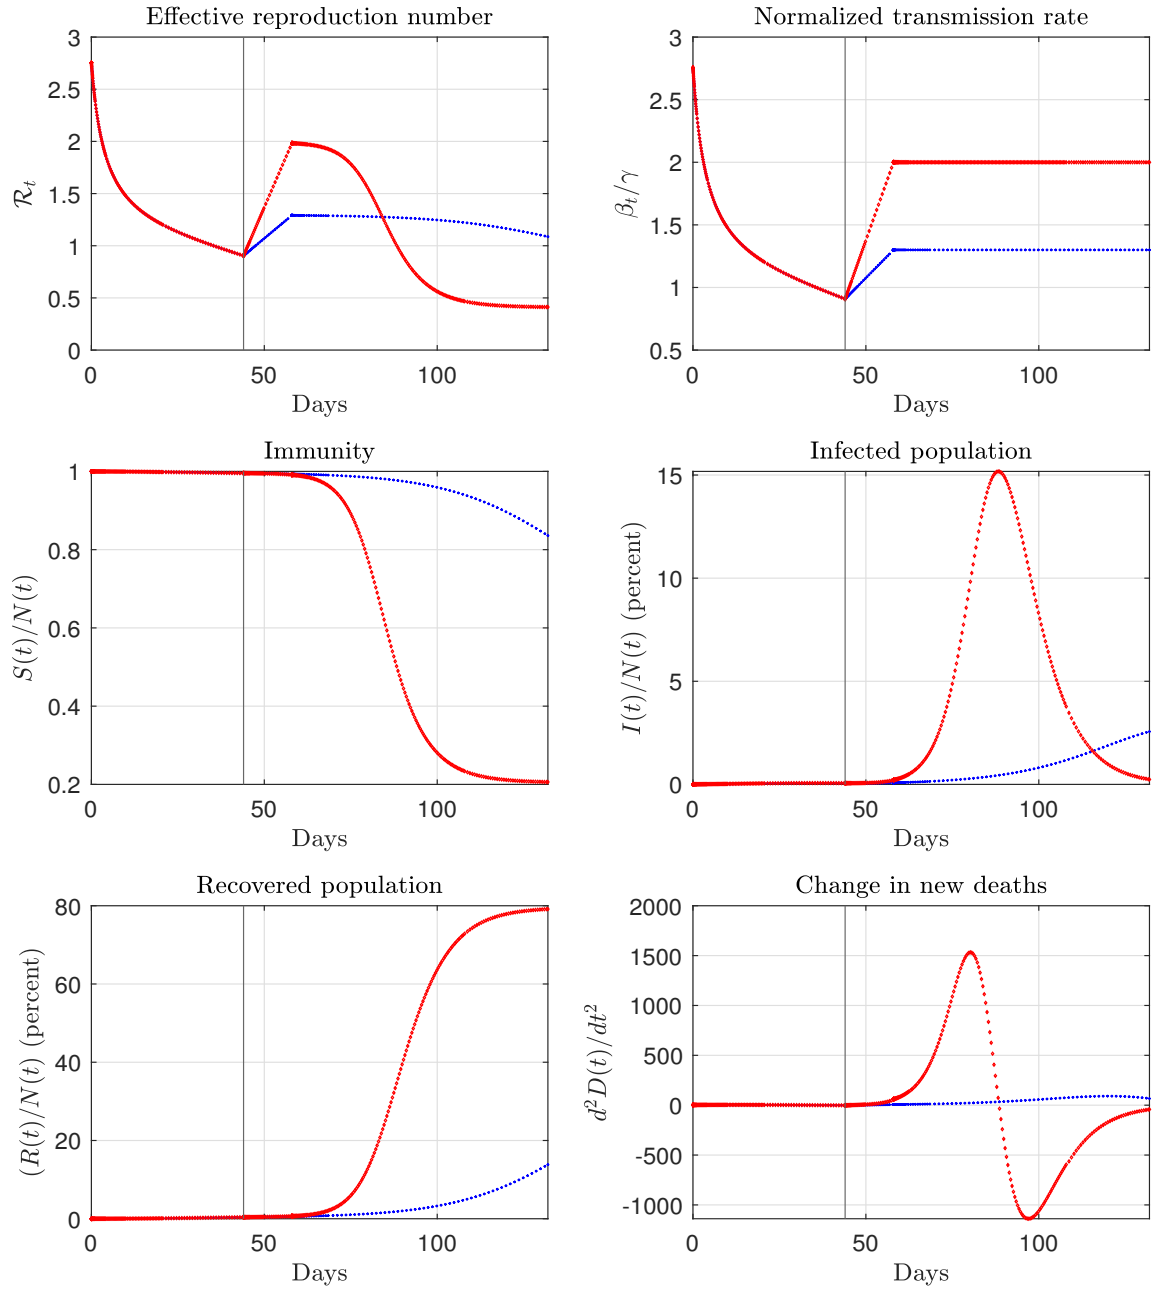 Effective reproduction number
3
2.5
2
1.5
1
0.5
0
ℛₜ
0 50 100
Days
Normalized transmission rate
3
2.5
2
1.5
1
0.5
βₜ/γ
0 50 100
Days
Immunity
1
0.8
0.6
0.4
0.2
S(t)/N(t)
0 50 100
Days
Infected population
15
10
5
0
I(t)/N(t) (percent)
0 50 100
Days
Recovered population
80
60
40
20
0
(R(t)/N(t) (percent)
0 50 100
Days
Change in new deaths
2000
1500
1000
500
0
-500
-1000
d²D(t)/dt²
0 50 100
Days